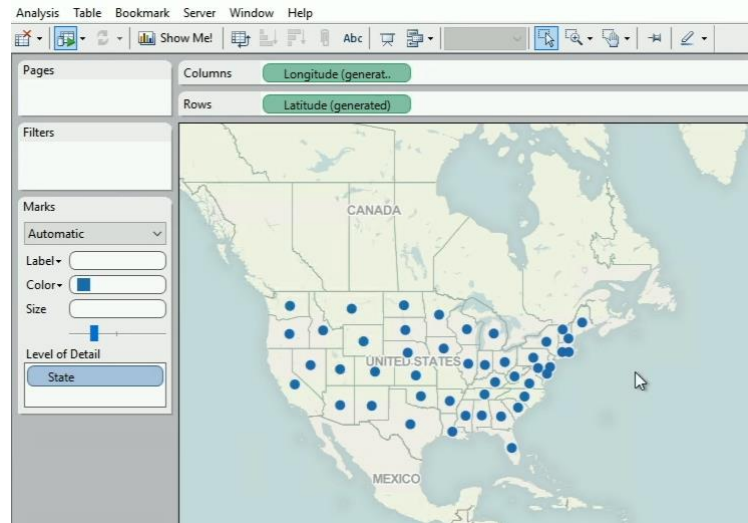 Analysis Table Bookmark Server Window Help
Show Me! Abc
Pages
Columns Longitude (generat..
Rows Latitude (generated)
Filters
Marks
Automatic
Label
Color
Size
Level of Detail
State
CANADA
UNITED STATES
MEXICO